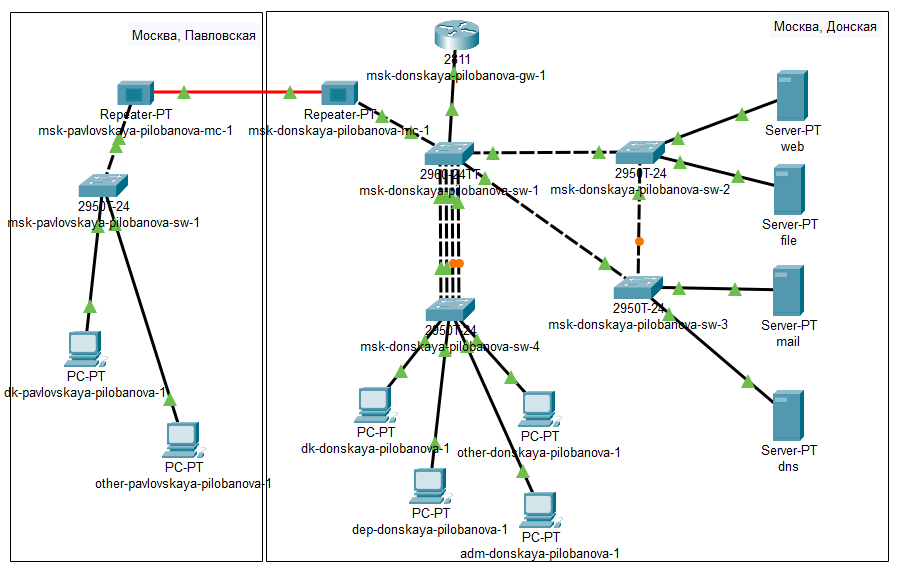 Москва, Павловская
Repeater-PT
msk-pavlovskaya-pilobanova-mc-1
2950T-24
msk-pavlovskaya-pilobanova-sw-1
PC-PT
dk-pavlovskaya-pilobanova-1
PC-PT
other-pavlovskaya-pilobanova-1
Москва, Донская
2811
msk-donskaya-pilobanova-gw-1
Repeater-PT
msk-donskaya-pilobanova-mc-1
2960-24TT
msk-donskaya-pilobanova-sw-1
2950T-24
msk-donskaya-pilobanova-sw-2
Server-PT
web
Server-PT
file
2950T-24
msk-donskaya-pilobanova-sw-3
Server-PT
mail
2950T-24
msk-donskaya-pilobanova-sw-4
PC-PT
dk-donskaya-pilobanova-1
PC-PT
other-donskaya-pilobanova-1
Server-PT
dns
PC-PT
dep-donskaya-pilobanova-1
PC-PT
adm-donskaya-pilobanova-1